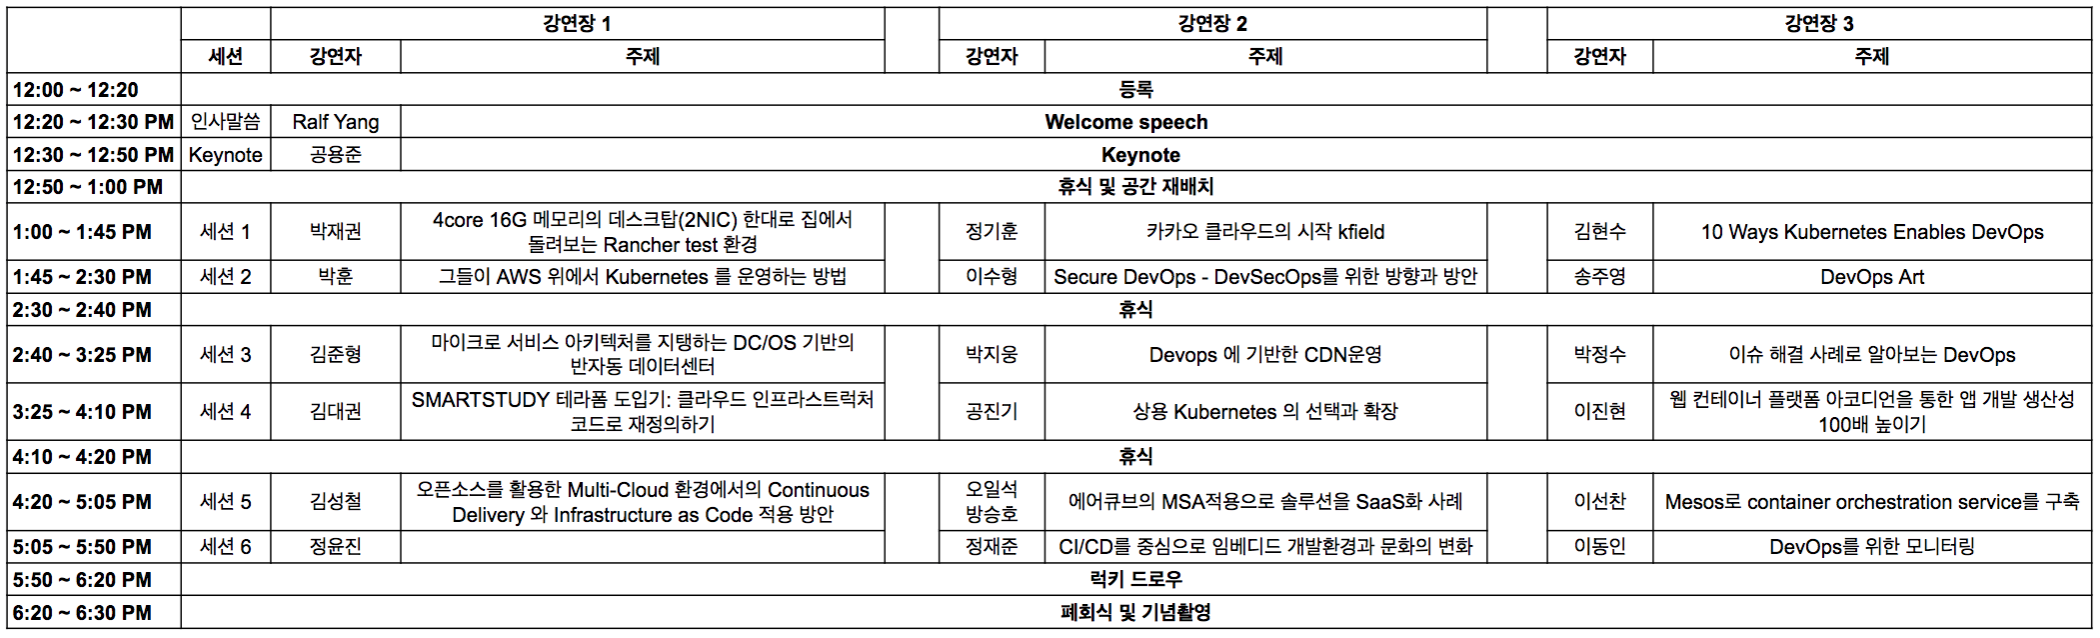 강연장 1 강연장 2 강연장 3
세션 강연자 주제 강연자 주제 강연자 주제
12:00 ~ 12:20 등록
12:20 ~ 12:30 PM 인사말씀 Ralf Yang Welcome speech
12:30 ~ 12:50 PM Keynote 공용준 Keynote
12:50 ~ 1:00 PM 휴식 및 공간 재배치
1:00 ~ 1:45 PM 세션 1 박재권 4core 16G 메모리의 데스크탑(2NIC) 한대로 집에서
돌려보는 Rancher test 환경 정기훈 카카오 클라우드의 시작 kfield 김현수 10 Ways Kubernetes Enables DevOps
1:45 ~ 2:30 PM 세션 2 박훈 그들이 AWS 위에서 Kubernetes 를 운영하는 방법 이수형 Secure DevOps - DevSecOps를 위한 방향과 방안 송주영 DevOps Art
2:30 ~ 2:40 PM 휴식
2:40 ~ 3:25 PM 세션 3 김준형 마이크로 서비스 아키텍처를 지탱하는 DC/OS 기반의
반자동 데이터센터 박지웅 Devops 에 기반한 CDN운영 박정수 이슈 해결 사례로 알아보는 DevOps
3:25 ~ 4:10 PM 세션 4 김대권 SMARTSTUDY 테라폼 도입기: 클라우드 인프라스트럭처
코드로 재정의하기 공진기 상용 Kubernetes 의 선택과 확장 이진현 웹 컨테이너 플랫폼 아코디언을 통한 앱 개발 생산성
100배 높이기
4:10 ~ 4:20 PM 휴식
4:20 ~ 5:05 PM 세션 5 김성철 오픈소스를 활용한 Multi-Cloud 환경에서의 Continuous
Delivery 와 Infrastructure as Code 적용 방안 오일석
방승호 에어큐브의 MSA적용으로 솔루션을 SaaS화 사례 이선찬 Mesos로 container orchestration service를 구축
5:05 ~ 5:50 PM 세션 6 정윤진 정재준 CI/CD를 중심으로 임베디드 개발환경과 문화의 변화 이동인 DevOps를 위한 모니터링
5:50 ~ 6:20 PM 럭키 드로우
6:20 ~ 6:30 PM 폐회식 및 기념촬영